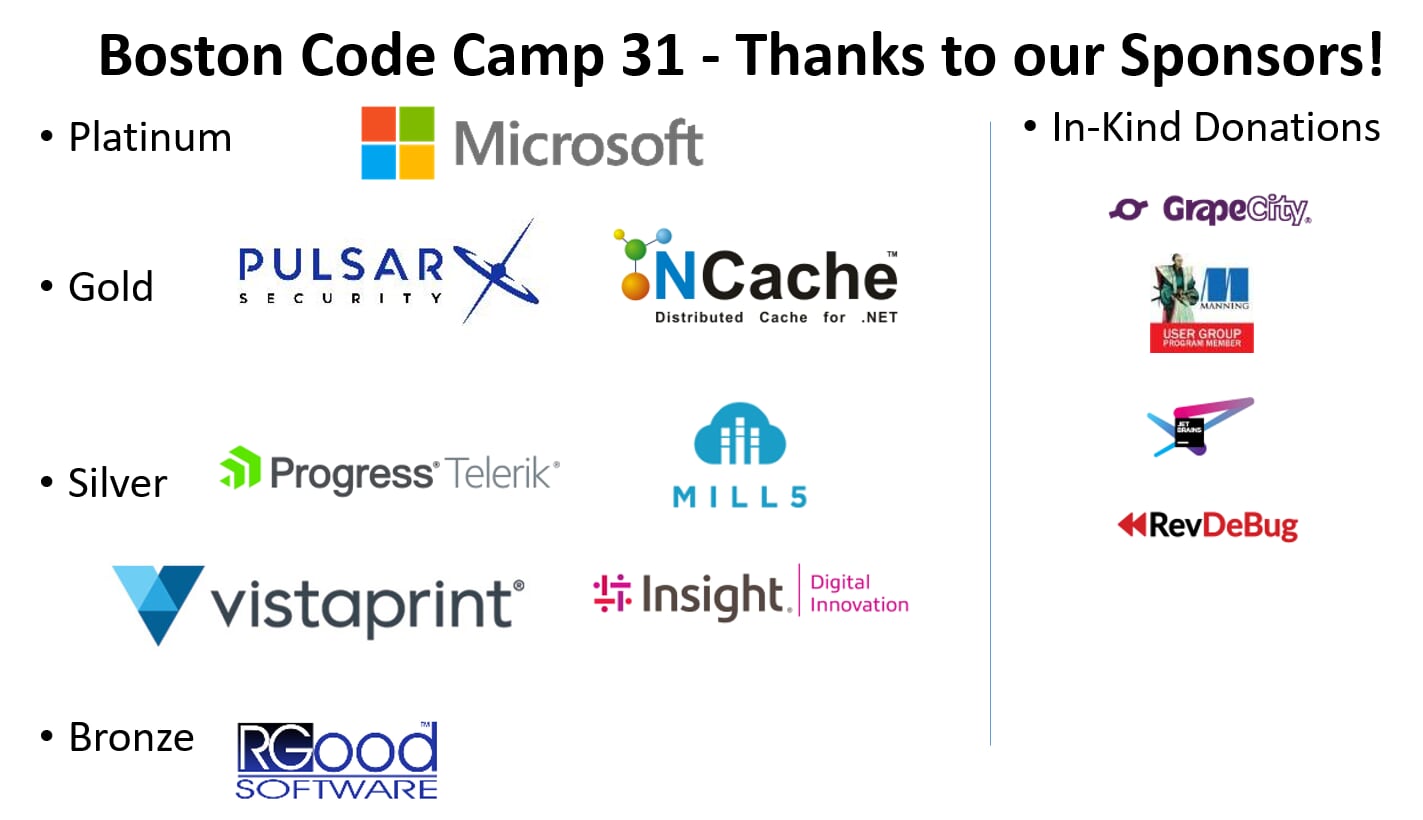 Boston Code Camp 31 - Thanks to our Sponsors!
• Platinum
Microsoft
• Gold
PULSAR
SECURITY
NCache™
Distributed Cache for .NET
• Silver
Progress® Telerik®
MILL5
vistaprint®
Insight®
Digital
Innovation
• Bronze
RGood™
SOFTWARE
• In-Kind Donations
GrapeCity®
MANNING
USER GROUP
PROGRAM MEMBER
JET
BRAINS
RevDeBug